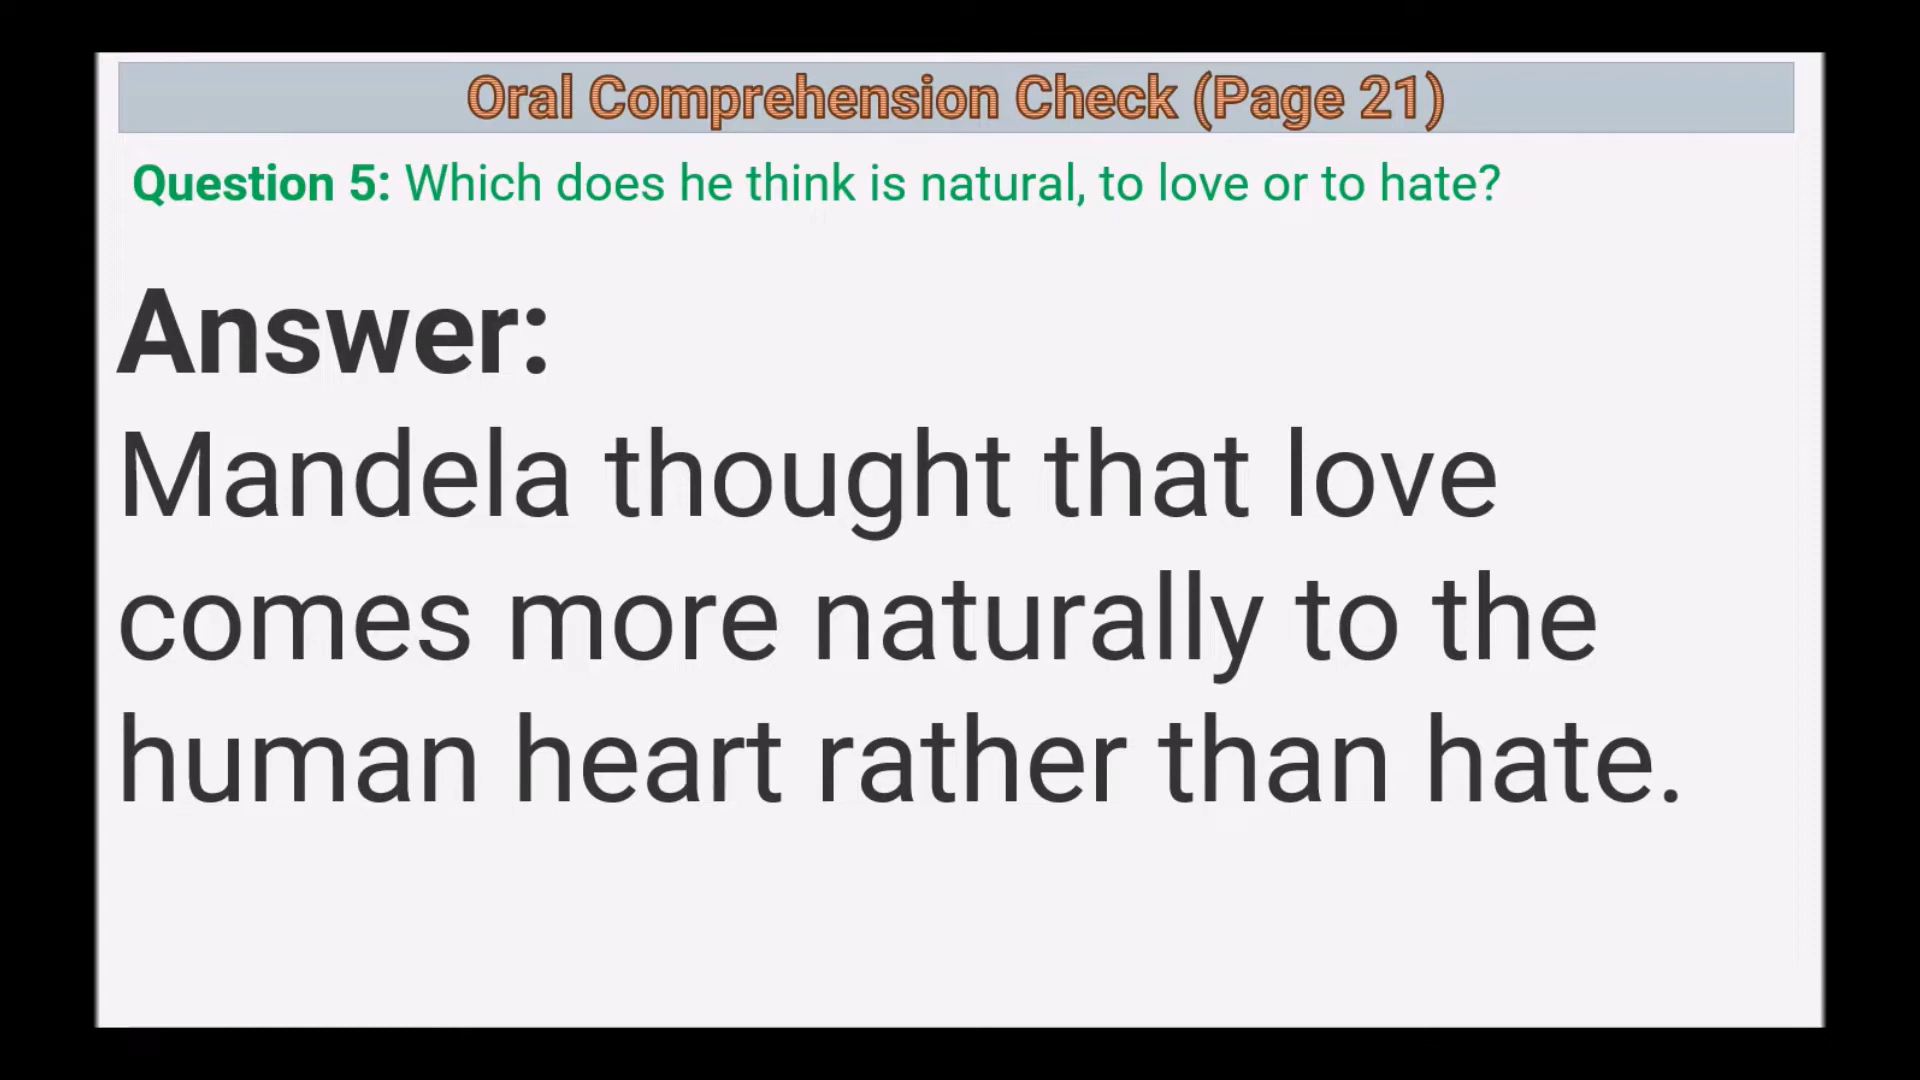 Oral Comprehension Check (Page 21)
Question 5: Which does he think is natural, to love or to hate?
Answer:
Mandela thought that love
comes more naturally to the
human heart rather than hate.